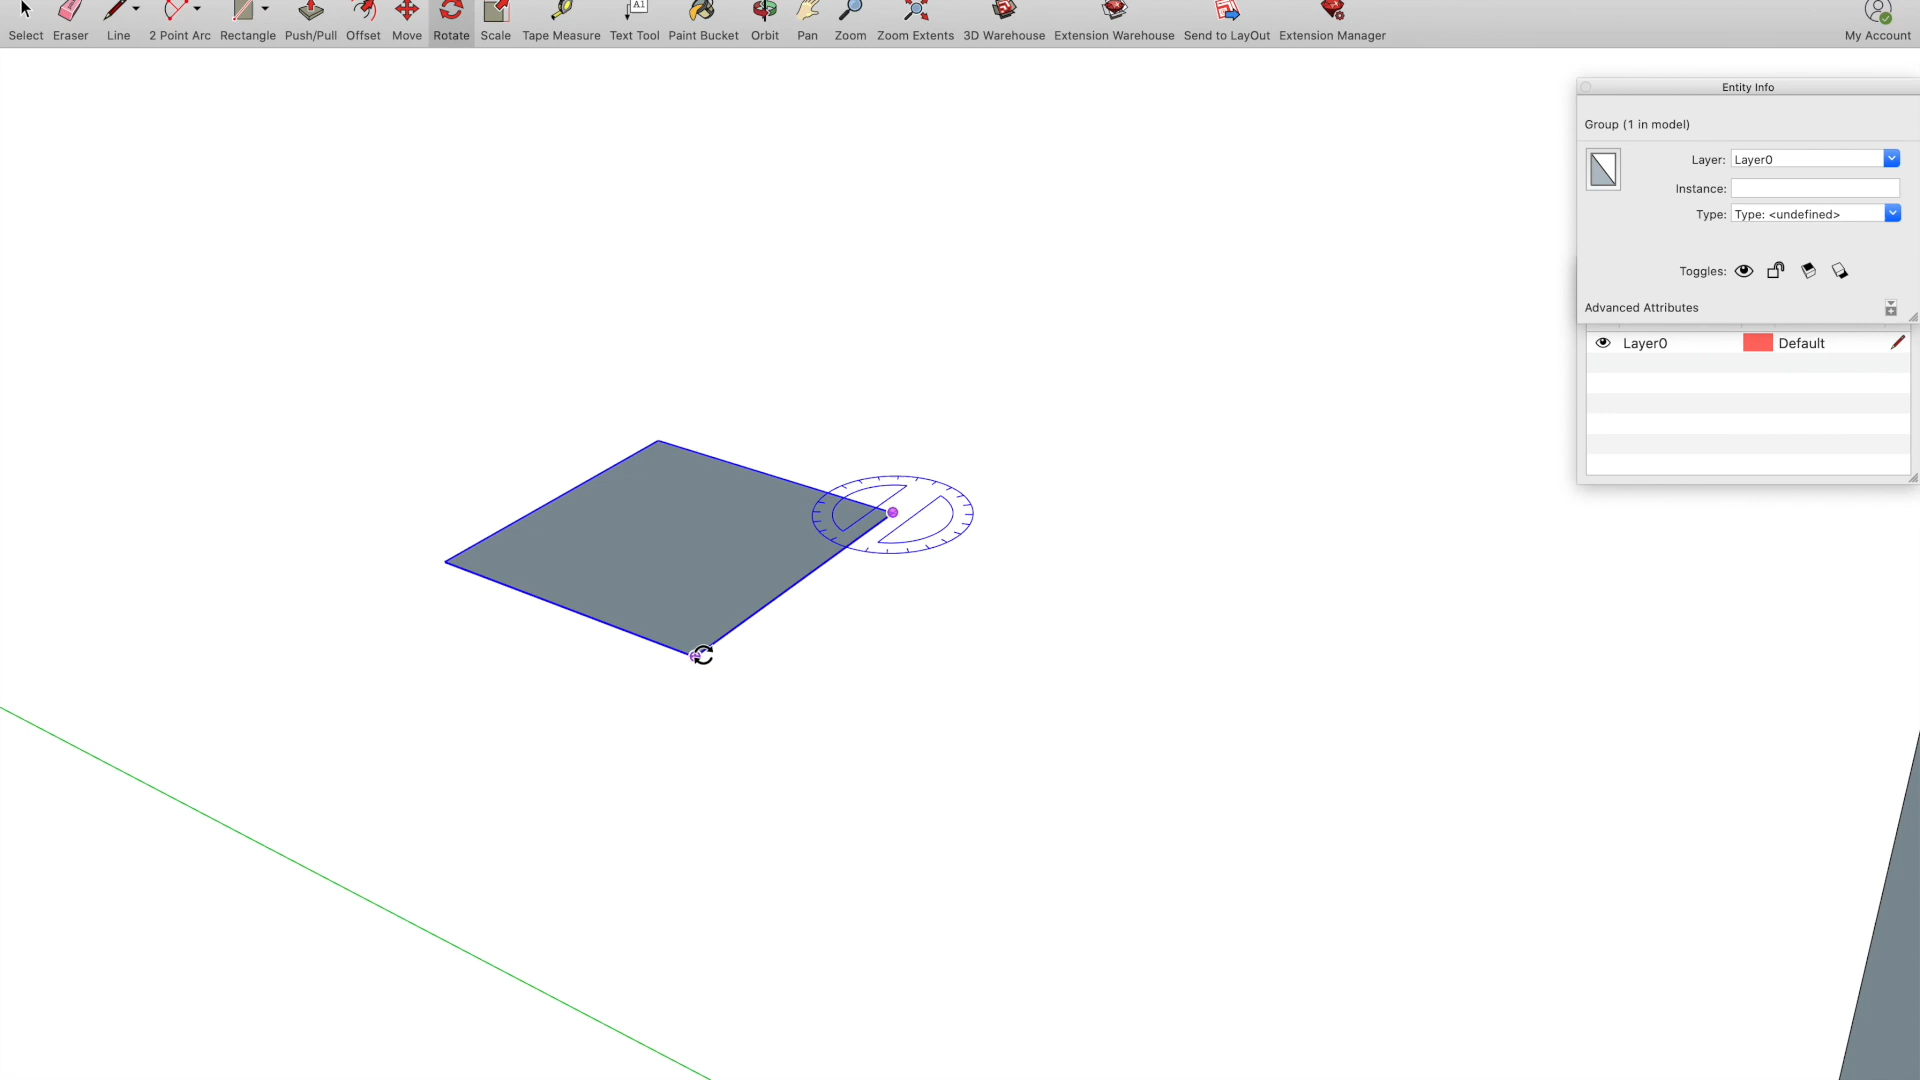 Select Eraser Line 2 Point Arc Rectangle Push/Pull Offset Move Rotate Scale Tape Measure Text Tool Paint Bucket Orbit Pan Zoom Zoom Extents 3D Warehouse Extension Warehouse Send to LayOut Extension Manager My Account
A1
Entity Info
Group (1 in model)
Layer: Layer0
Instance:
Type: Type: <undefined>
Toggles:
Advanced Attributes
Layer0 Default